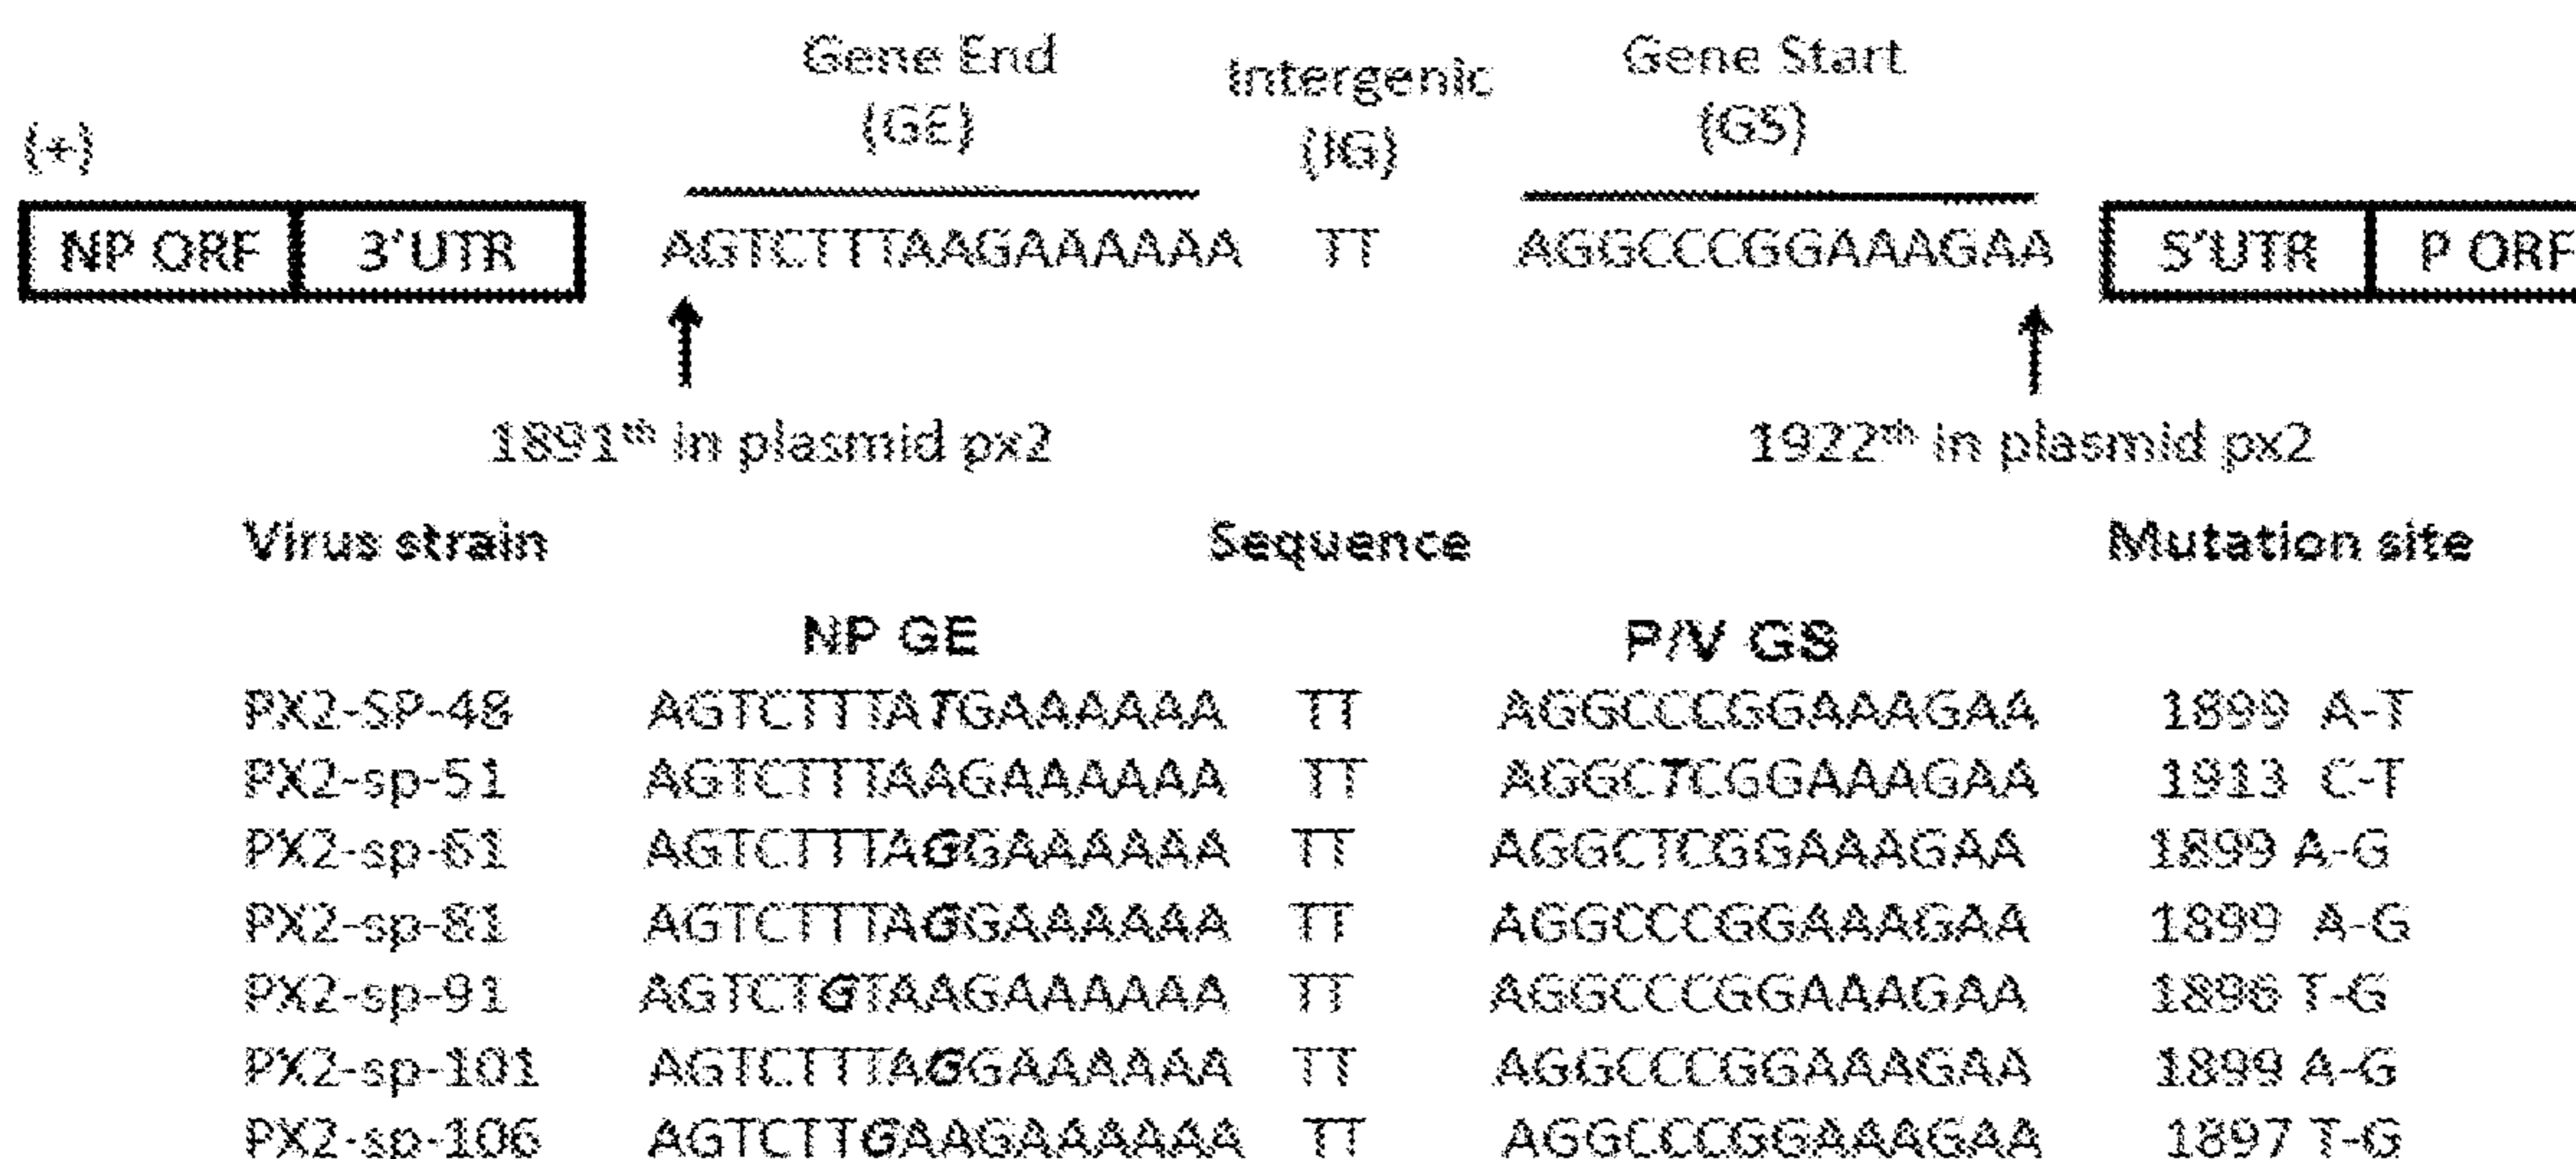 Gene End Intergenic Gene Start
(+) (GE) (IG) (GS)
NP ORF 3'UTR AGTCTTTAAGAAAAAA TT AGGCCCGGAAAGAA 5'UTR P ORF
1891th in plasmid px2 1922th in plasmid px2
Virus strain Sequence Mutation site
NP GE P/V GS
PX2-SP-48 AGTCTTTATGAAAAAA TT AGGCCCGGAAAGAA 1899 A-T
PX2-sp-51 AGTCTTTAAGAAAAAA TT AGGCTCGGAAAGAA 1913 C-T
PX2-sp-61 AGTCTTTAGGAAAAAA TT AGGCTCGGAAAGAA 1899 A-G
PX2-sp-81 AGTCTTTAGGAAAAAA TT AGGCCCGGAAAGAA 1899 A-G
PX2-sp-91 AGTCTGTAAGAAAAAA TT AGGCCCGGAAAGAA 1896 T-G
PX2-sp-101 AGTCTTTAGGAAAAAA TT AGGCCCGGAAAGAA 1899 A-G
PX2-sp-106 AGTCTTGAAGAAAAAA TT AGGCCCGGAAAGAA 1897 T-G